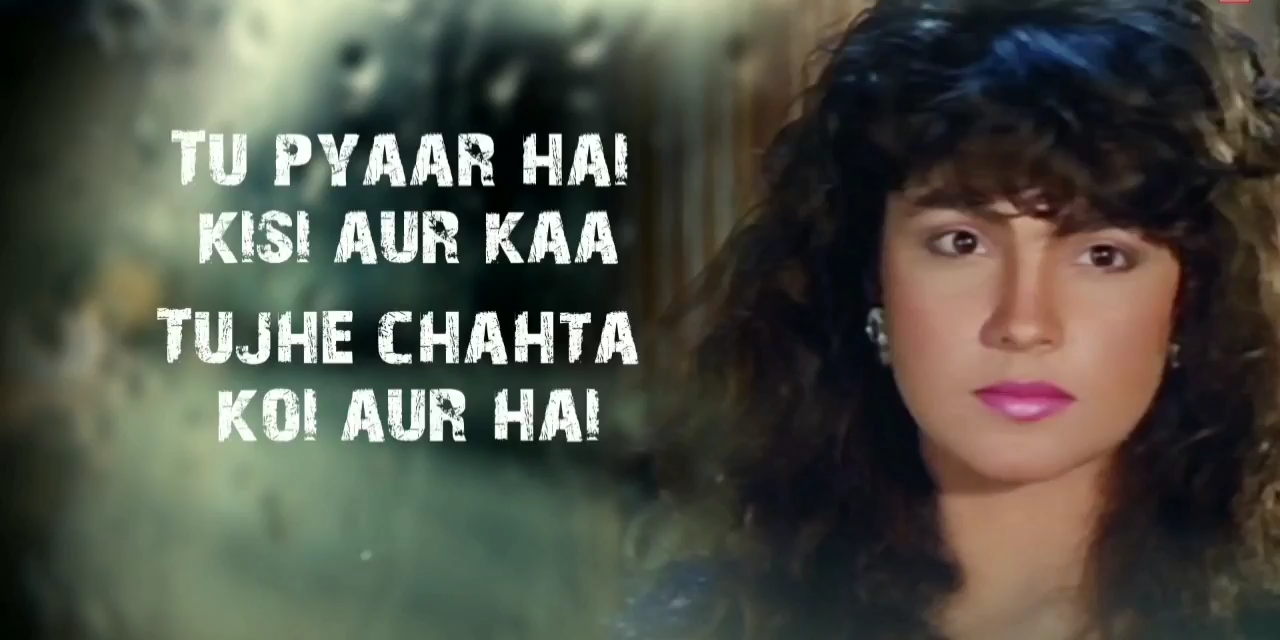 TU PYAAR HAI
KISI AUR KAA
TUJHE CHAHTA
KOI AUR HAI